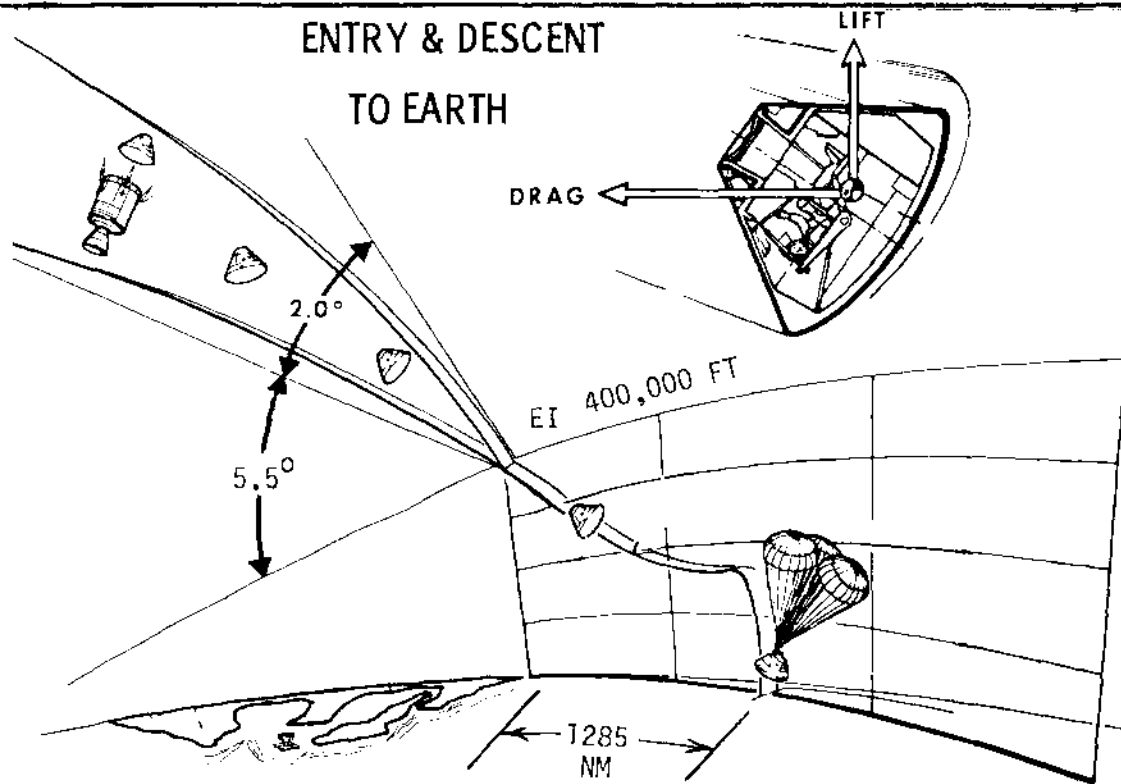 ENTRY & DESCENT
TO EARTH
LIFT
DRAG
2.0°
EI 400,000 FT
5.5°
1285
NM